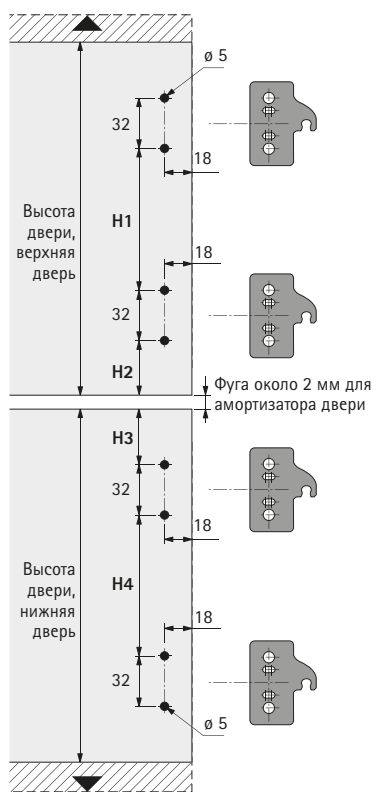 ø 5
32
18
H1
Высота
двери,
верхняя
дверь
18
32
H2
Фуга около 2 мм для
амортизатора двери
H3
32
18
H4
Высота
двери,
нижняя
дверь
18
32
ø 5